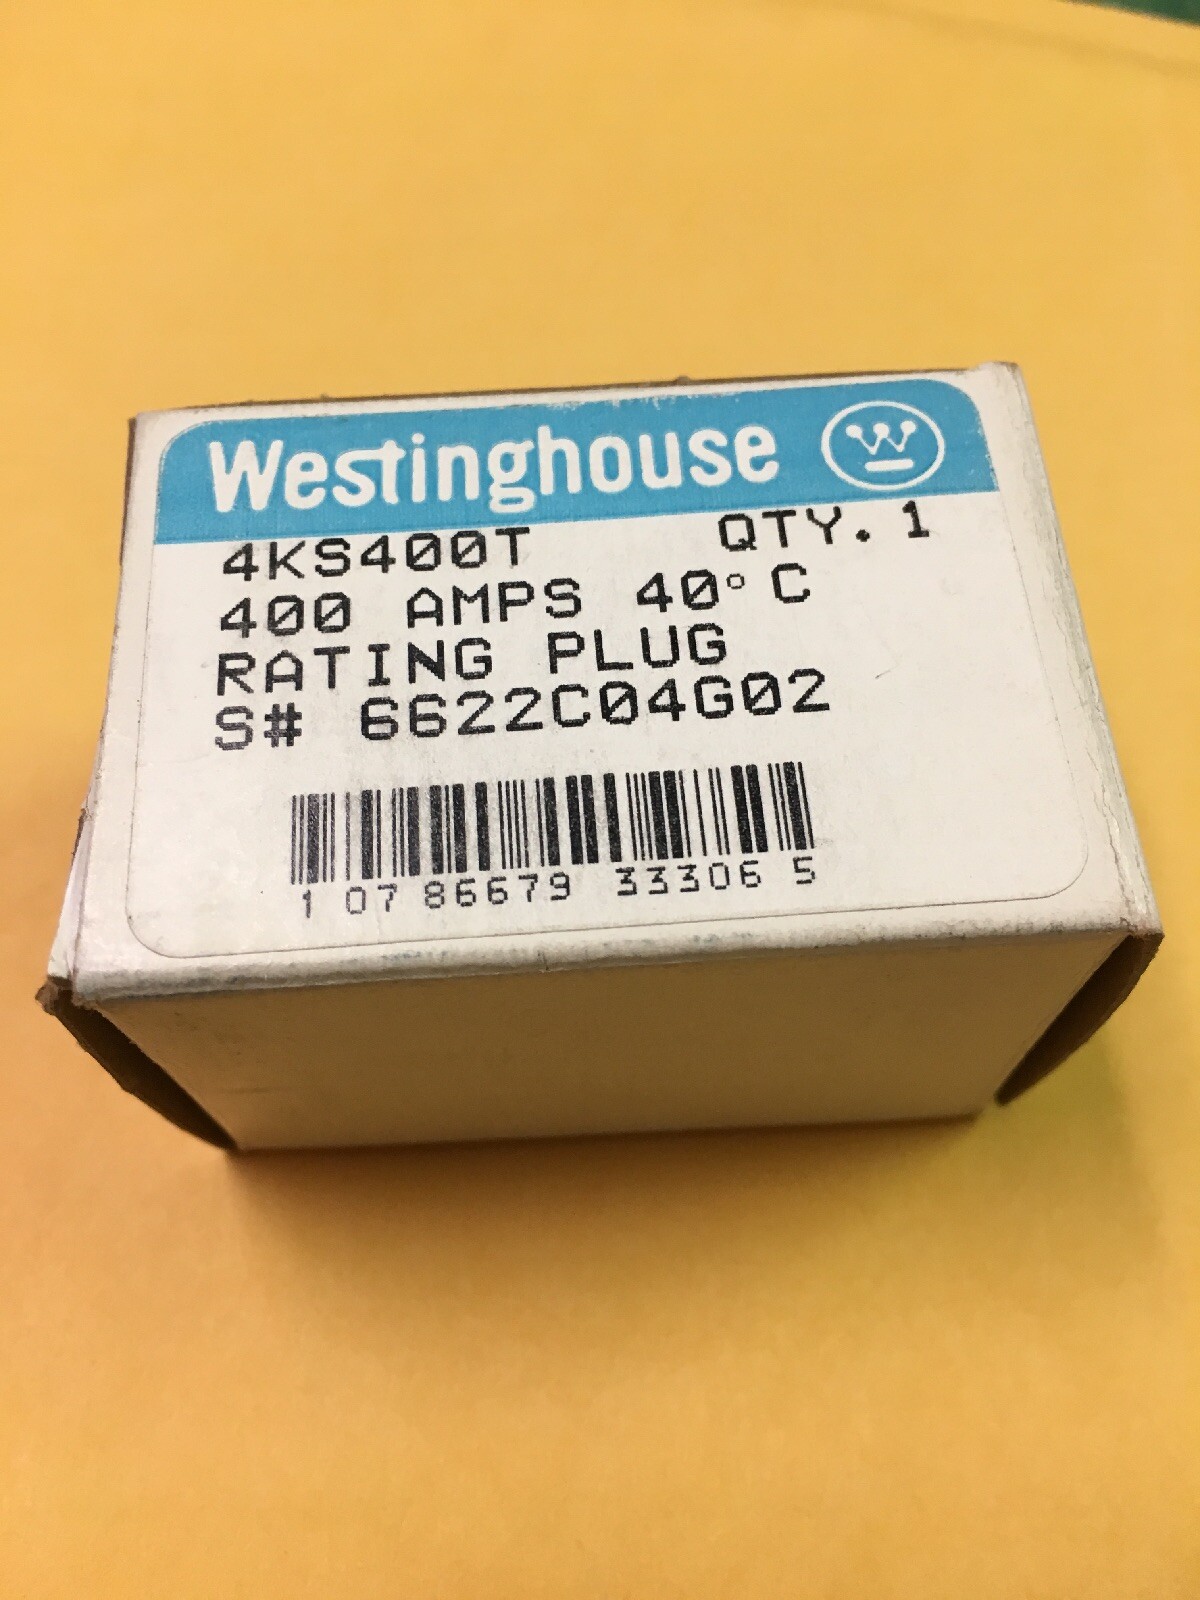 Westinghouse
4KS400T QTY. 1
400 AMPS 40° C
RATING PLUG
S# 6622C04G02
1 07 86679 33306 5